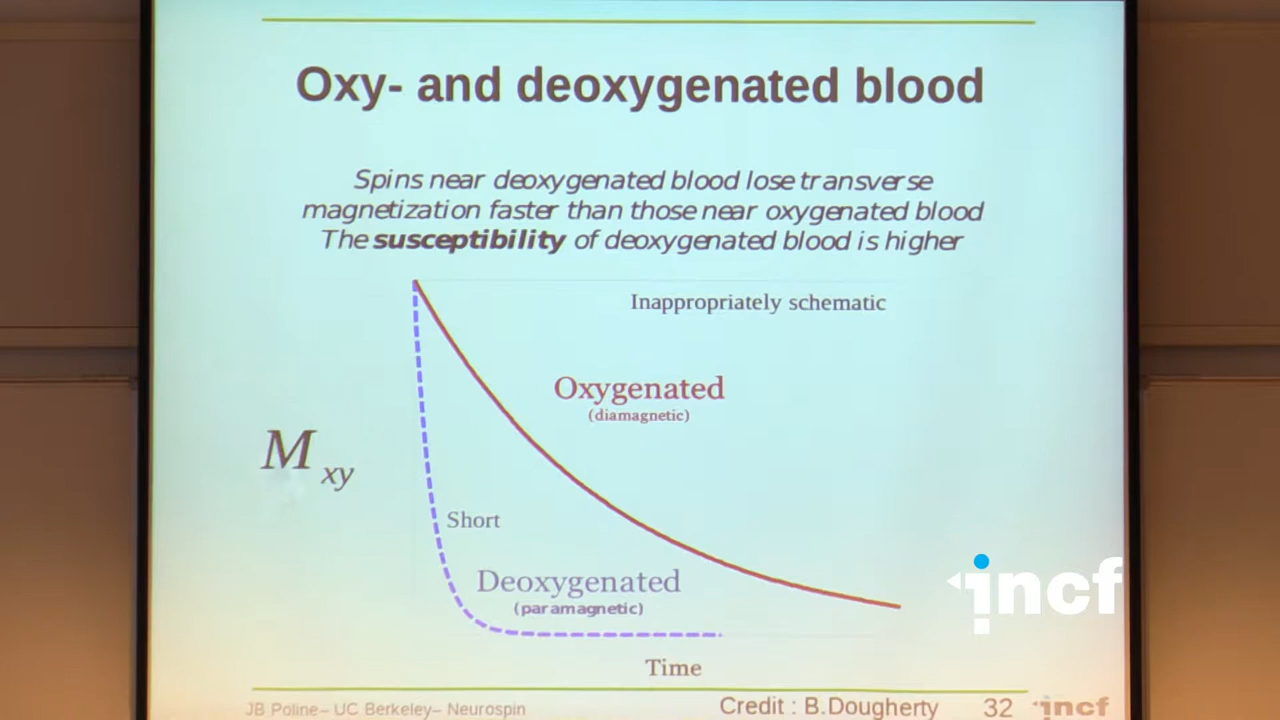 Oxy- and deoxygenated blood
Spins near deoxygenated blood lose transverse
magnetization faster than those near oxygenated blood
The susceptibility of deoxygenated blood is higher
Inappropriately schematic
Oxygenated
(diamagnetic)
M xy
Short
Deoxygenated
(paramagnetic)
incf
Time
JB Poline– UC Berkeley– Neurospin
Credit : B.Dougherty
32
incf